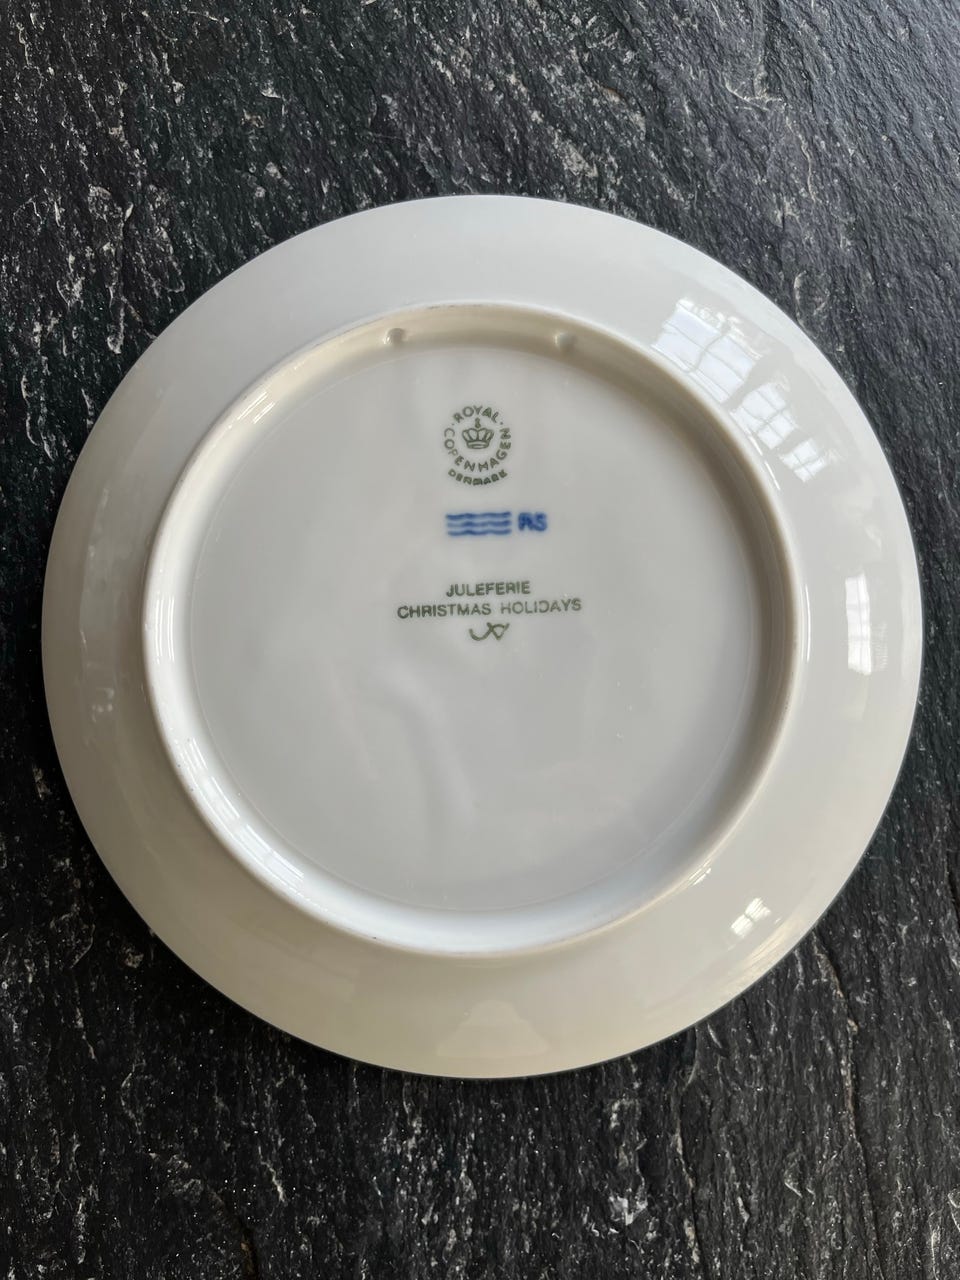 ROYAL
COPENHAGEN
DENMARK
RS
JULEFERIE
CHRISTMAS HOLIDAYS